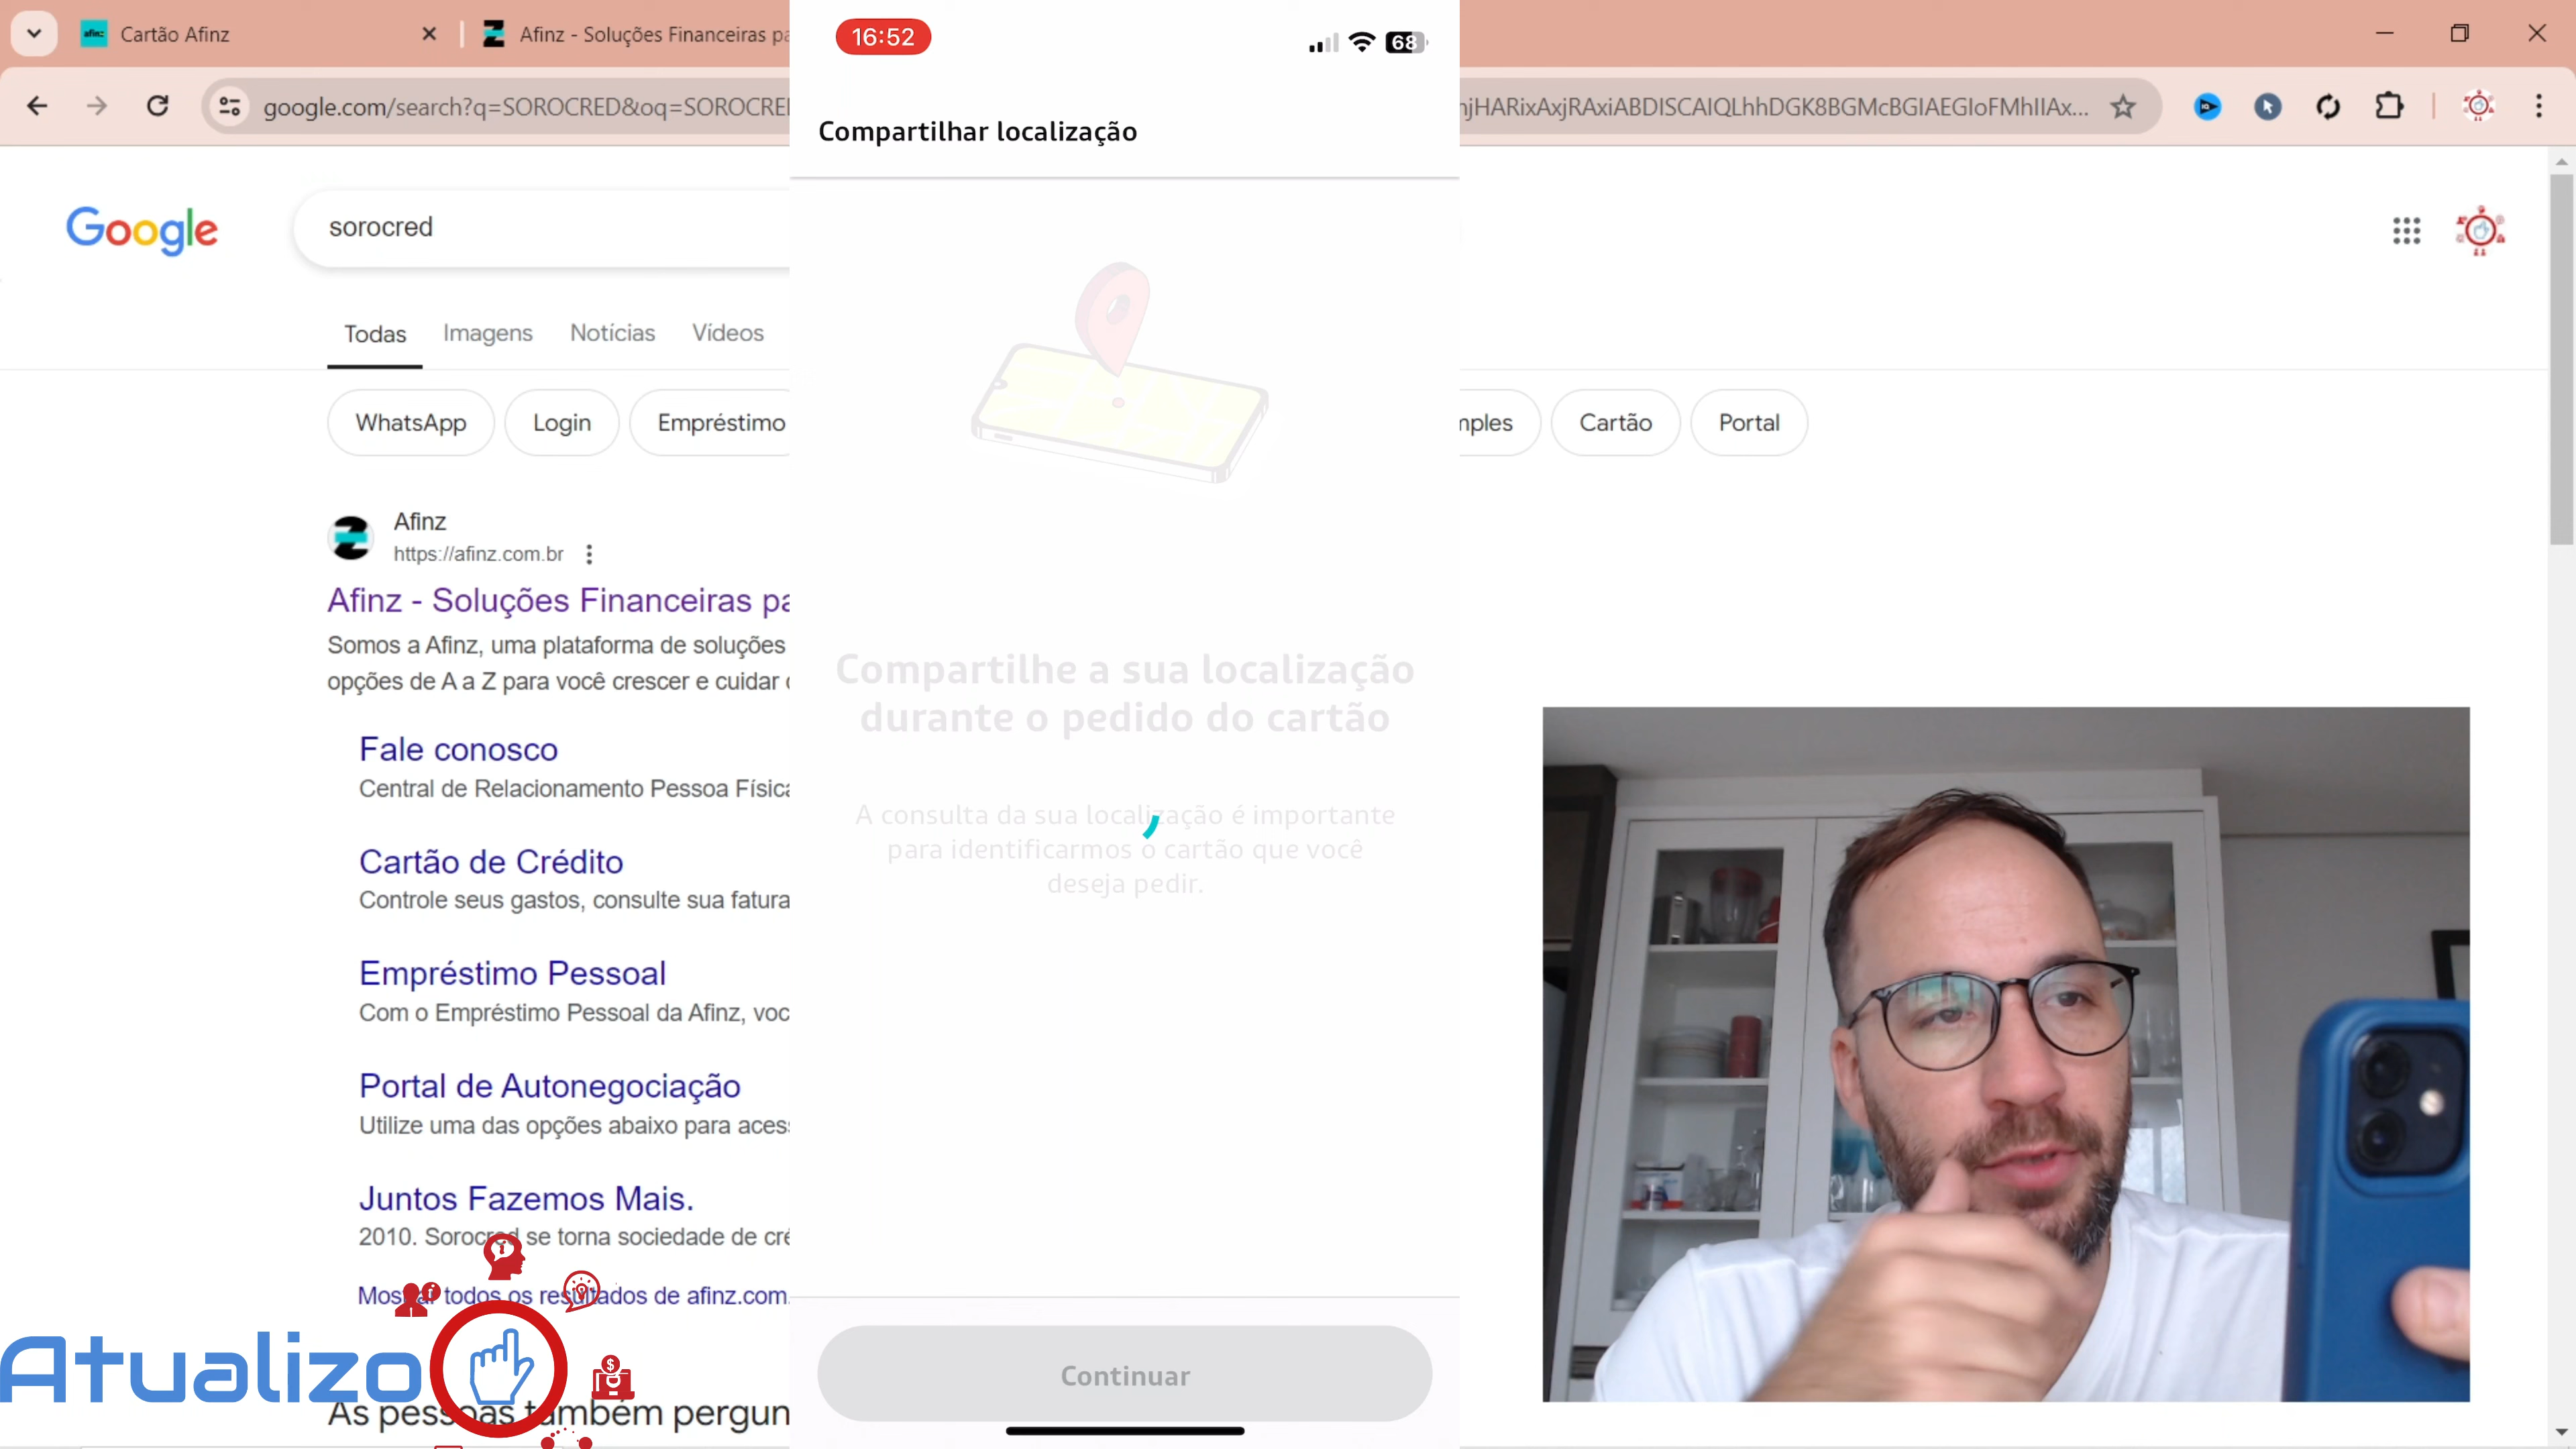 Cartão Afinz
Afinz - Soluções Financeiras pa
google.com/search?q=SOROCRED&oq=SOROCRE
njHARixAxjRAxiABDISCAIQLhhDGK8BGMcBGIAEGIoFMhIIAx...
16:52
68
Compartilhar localização
Google
sorocred
Todas
Imagens
Notícias
Vídeos
WhatsApp
Login
Empréstimo
nples
Cartão
Portal
Afinz
https://afinz.com.br
Afinz - Soluções Financeiras pa
Somos a Afinz, uma plataforma de soluções
opções de A a Z para você crescer e cuidar
Fale conosco
Central de Relacionamento Pessoa Física
Cartão de Crédito
Controle seus gastos, consulte sua fatura
Empréstimo Pessoal
Com o Empréstimo Pessoal da Afinz, voc
Portal de Autonegociação
Utilize uma das opções abaixo para aces
Juntos Fazemos Mais.
2010. Sorocred se torna sociedade de cré
Mostrar todos os resultados de afinz.com.
As pessoas também pergun
Compartilhe a sua localização
durante o pedido do cartão
A consulta da sua localização é importante
para identificarmos o cartão que você
deseja pedir.
Continuar
Atualizo